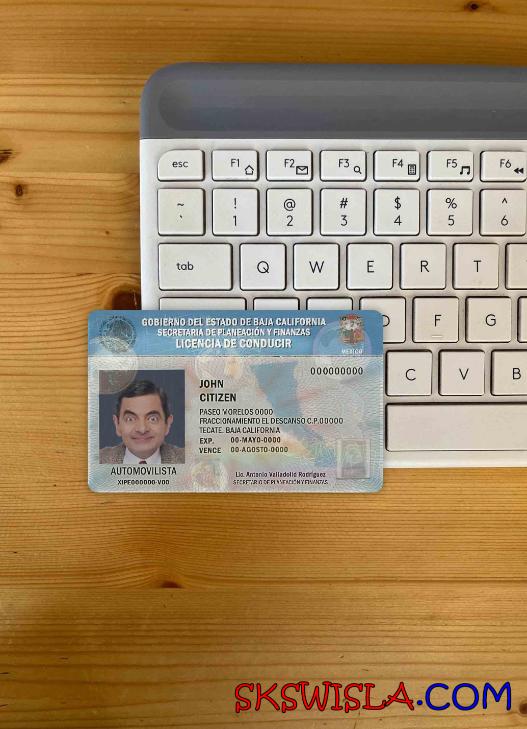 esc F1 F2 F3 F4 F5 F6
~ ! @ # $ % ^
` 1 2 3 4 5 6
tab Q W E R T
D F G
C V B
GOBIERNO DEL ESTADO DE BAJA CALIFORNIA
SECRETARIA DE PLANEACIÓN Y FINANZAS
LICENCIA DE CONDUCIR
MEXICO
000000000
JOHN
CITIZEN
PASEO MORELOS 0000
FRACCIONAMIENTO EL DESCANSO C.P.00000
TECATE. BAJA CALIFORNIA
EXP. 00-MAYO-0000
VENCE 00-AGOSTO-0000
AUTOMOVILISTA
XIPE000000-V00
Lic. Antonio Valladolid Rodríguez
SECRETARIO DE PLANEACIÓN Y FINANZAS
SKSWISLA.COM